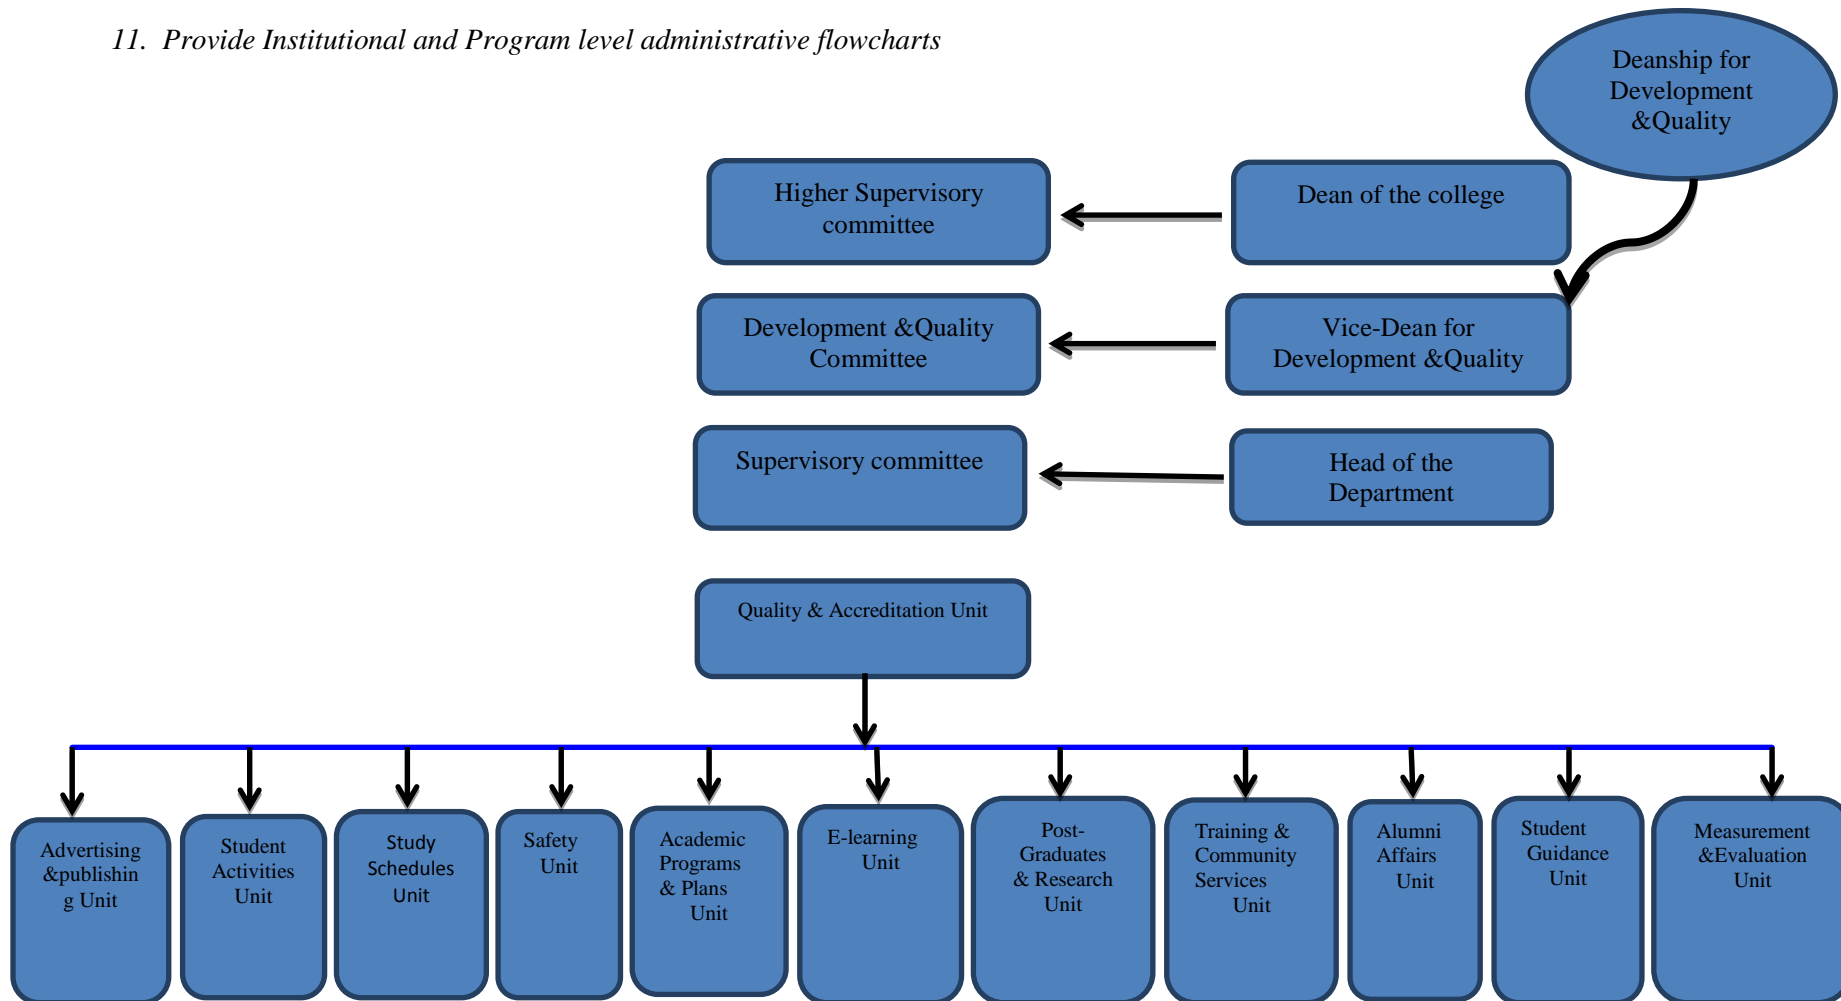 11. Provide Institutional and Program level administrative flowcharts
Deanship for
Development
&Quality
Higher Supervisory
committee
Dean of the college
Development &Quality
Committee
Vice-Dean for
Development &Quality
Supervisory committee
Head of the
Department
Quality & Accreditation Unit
Advertising
&publishin
g Unit
Student
Activities
Unit
Study
Schedules
Unit
Safety
Unit
Academic
Programs
& Plans
Unit
E-learning
Unit
Post-
Graduates
& Research
Unit
Training &
Community
Services
Unit
Alumni
Affairs
Unit
Student
Guidance
Unit
Measurement
&Evaluation
Unit